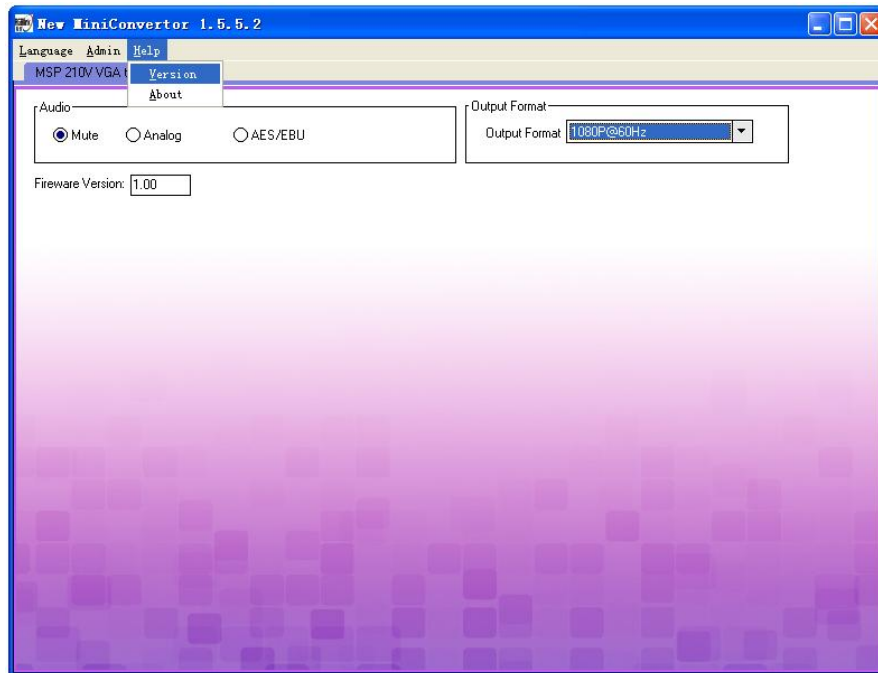 New MiniConvertor 1.5.5.2
Language Admin Help
MSP 210V VGA
Version
About
Audio
Mute Analog AES/EBU
Output Format
Output Format 1080P@60Hz
Fireware Version: 1.00